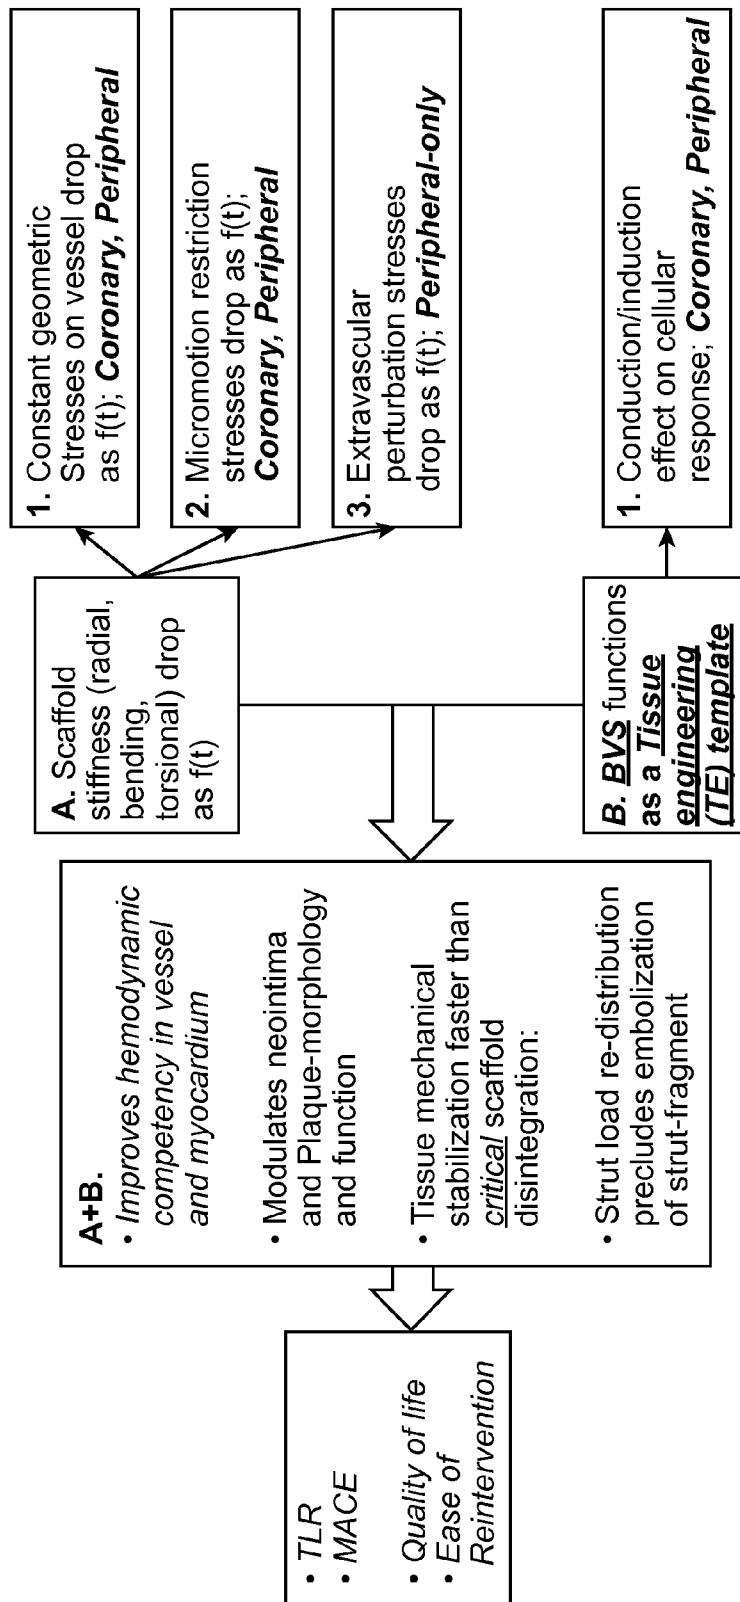 A. Scaffold
stiffness (radial,
bending,
torsional) drop
as f(t)
1. Constant geometric
Stresses on vessel drop
as f(t); Coronary, Peripheral
2. Micromotion restriction
stresses drop as f(t);
Coronary, Peripheral
3. Extravascular
perturbation stresses
drop as f(t); Peripheral-only
B. BVS functions
as a Tissue
engineering
(TE) template
1. Conduction/induction
effect on cellular
response; Coronary, Peripheral
A+B.
• Improves hemodynamic
competency in vessel
and myocardium
• Modulates neointima
and Plaque-morphology
and function
• Tissue mechanical
stabilization faster than
critical scaffold
disintegration:
• Strut load re-distribution
precludes embolization
of strut-fragment
• TLR
• MACE
• Quality of life
• Ease of
Reintervention